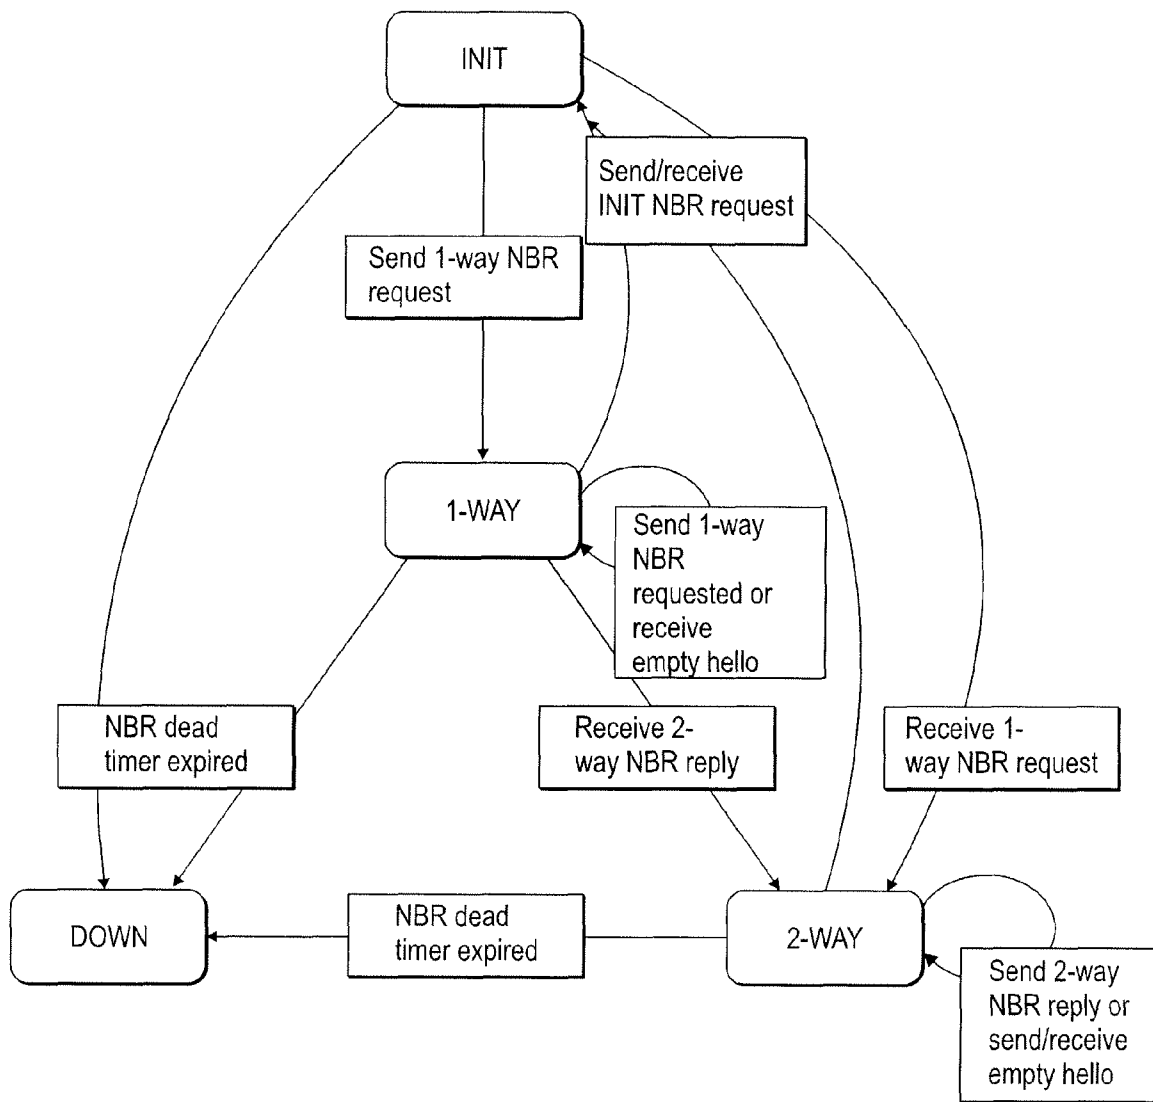 INIT
Send/receive
INIT NBR request
Send 1-way NBR
request
1-WAY
Send 1-way
NBR
requested or
receive
empty hello
NBR dead
timer expired
Receive 2-
way NBR reply
Receive 1-
way NBR request
DOWN
NBR dead
timer expired
2-WAY
Send 2-way
NBR reply or
send/receive
empty hello